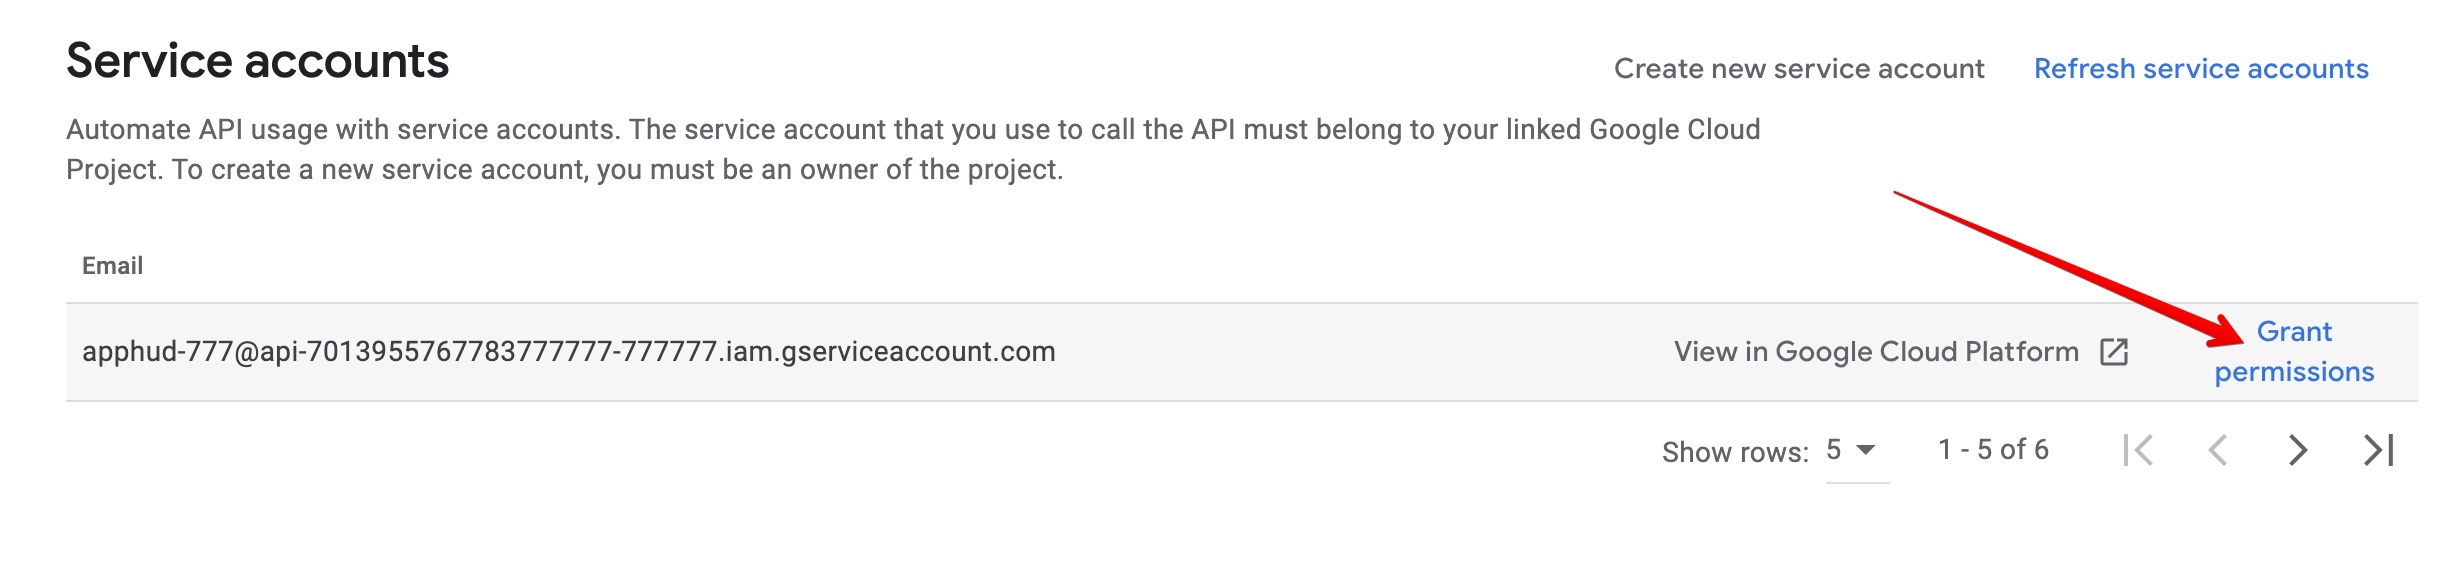 Service accounts
Create new service account
Refresh service accounts
Automate API usage with service accounts. The service account that you use to call the API must belong to your linked Google Cloud
Project. To create a new service account, you must be an owner of the project.
Email
apphud-777@api-7013955767783777777-777777.iam.gserviceaccount.com
View in Google Cloud Platform
Grant
permissions
Show rows: 5
1 - 5 of 6